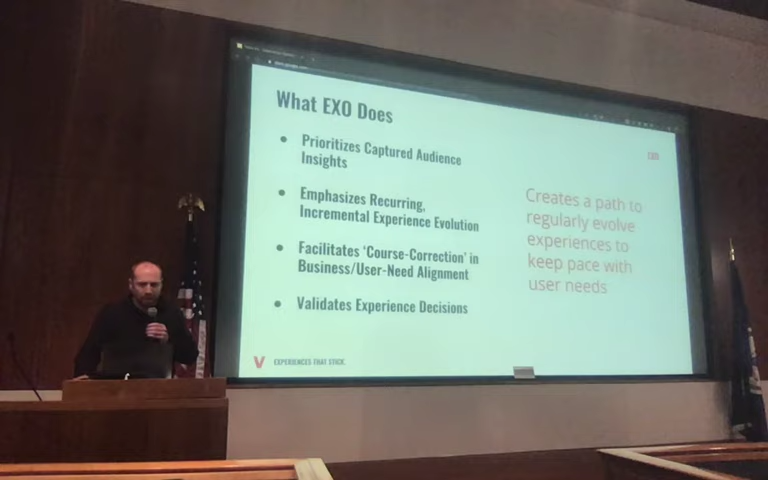 What EXO Does
Prioritizes Captured Audience
Insights
Emphasizes Recurring,
Incremental Experience Evolution
Facilitates ‘Course-Correction’ in
Business/User-Need Alignment
Validates Experience Decisions
Creates a path to
regularly evolve
experiences to
keep pace with
user needs
V EXPERIENCES THAT STICK.